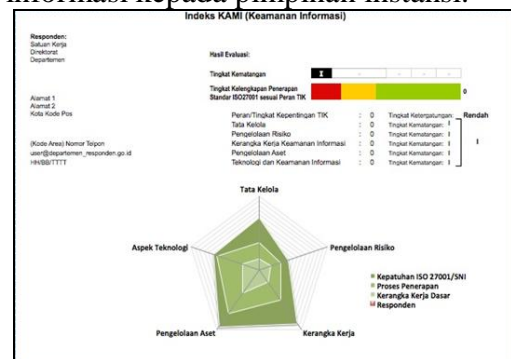 informasi kepada pimpinan instansi.
Indeks KAMI (Keamanan Informasi)
Responden:
Satuan Kerja
Direktorat
Departemen
Alamat 1
Alamat 2
Kota Kode Pos
(Kode Area) Nomor Telpon
user@departemen_responden.go.id
HH/BB/TTTT
Hasil Evaluasi:
Tingkat Kematangan I - - - -
Tingkat Kelengkapan Penerapan
Standar ISO27001 sesuai Peran TIK 0
Peran/Tingkat Kepentingan TIK : 0 Tingkat Ketergantungan: Rendah
Tata Kelola : 0 Tingkat Kematangan: I
Pengelolaan Risiko : 0 Tingkat Kematangan: I
Kerangka Kerja Keamanan Informasi : 0 Tingkat Kematangan: I I
Pengelolaan Aset : 0 Tingkat Kematangan: I
Teknologi dan Keamanan Informasi : 0 Tingkat Kematangan: I
Tata Kelola
Aspek Teknologi
Pengelolaan Risiko
Pengelolaan Aset
Kerangka Kerja
Kepatuhan ISO 27001/SNI
Proses Penerapan
Kerangka Kerja Dasar
Responden